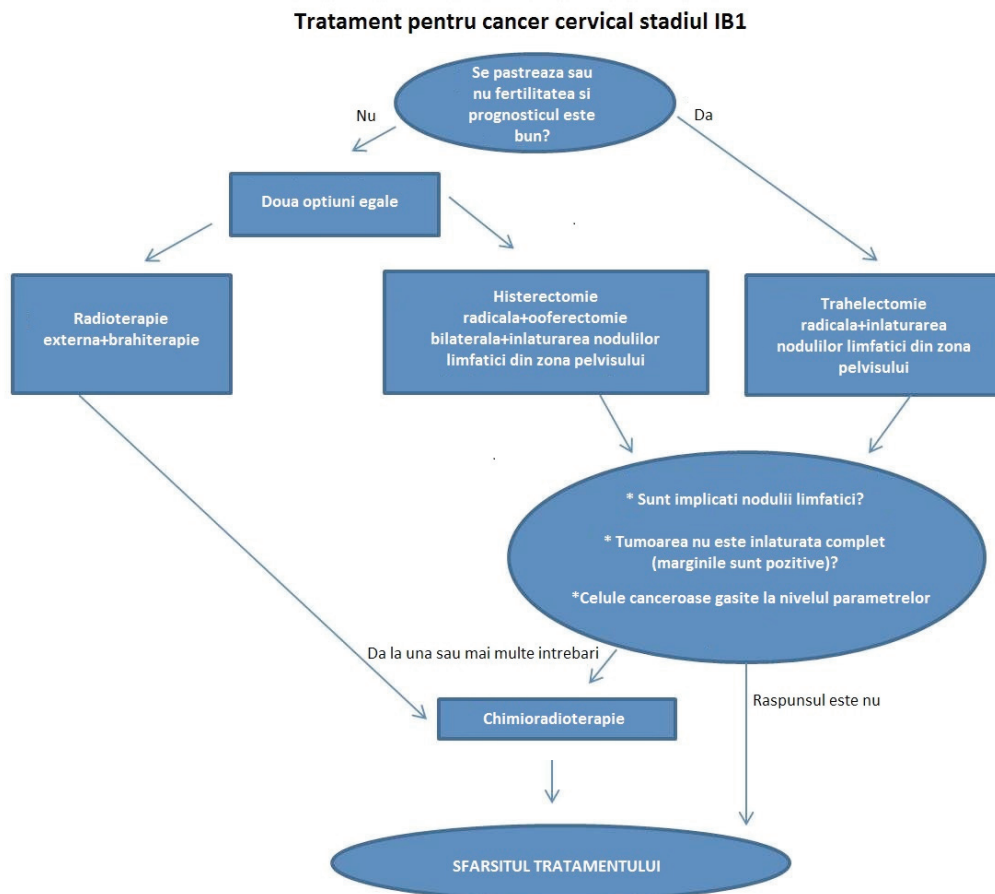 Tratament pentru cancer cervical stadiul IB1
Se pastreaza sau
nu fertilitatea si
prognosticul este
bun?
Nu
Da
Doua optiuni egale
Radioterapie
externa+brahiterapie
Histerectomie
radicala+ooferectomie
bilaterala+inlaturarea nodulilor
limfatici din zona pelvisului
Trahelectomie
radicala+inlaturarea
nodulilor limfatici din zona
pelvisului
* Sunt implicati nodulii limfatici?
* Tumoarea nu este inlaturata complet
(marginile sunt pozitive)?
*Celule canceroase gasite la nivelul parametrelor
Da la una sau mai multe intrebari
Raspunsul este nu
Chimioradioterapie
SFARSITUL TRATAMENTULUI